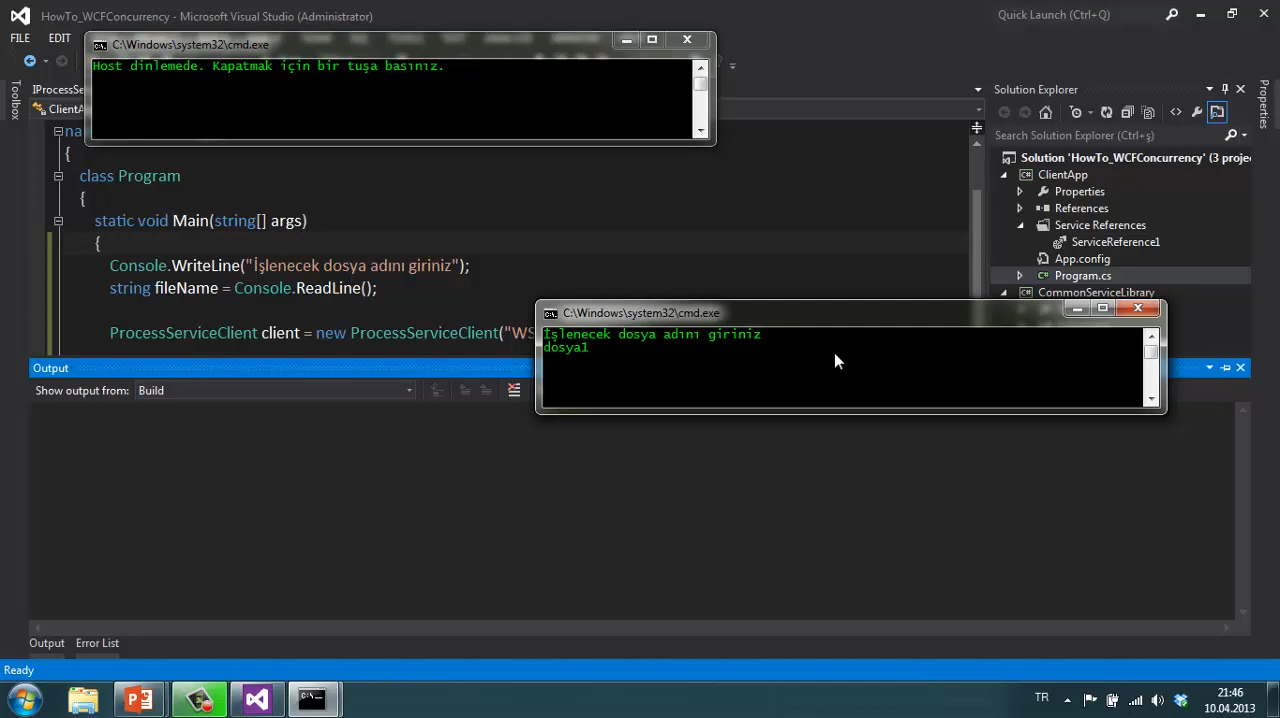 HowTo_WCFConcurrency - Microsoft Visual Studio (Administrator)
Quick Launch (Ctrl+Q)
FILE EDIT
C:\Windows\system32\cmd.exe
Host dinlemede. Kapatmak için bir tuşa basınız.
Toolbox
IProcessSe
ClientA
na
{
class Program
{
static void Main(string[] args)
{
Console.WriteLine("İşlenecek dosya adını giriniz");
string fileName = Console.ReadLine();
ProcessServiceClient client = new ProcessServiceClient("WS
C:\Windows\system32\cmd.exe
İşlenecek dosya adını giriniz
dosya1
Solution Explorer
Search Solution Explorer (Ctrl+ş)
Solution 'HowTo_WCFConcurrency' (3 proje
ClientApp
Properties
References
Service References
ServiceReference1
App.config
Program.cs
CommonServiceLibrary
Properties
Output
Show output from: Build
Output Error List
Ready
TR
21:46
10.04.2013